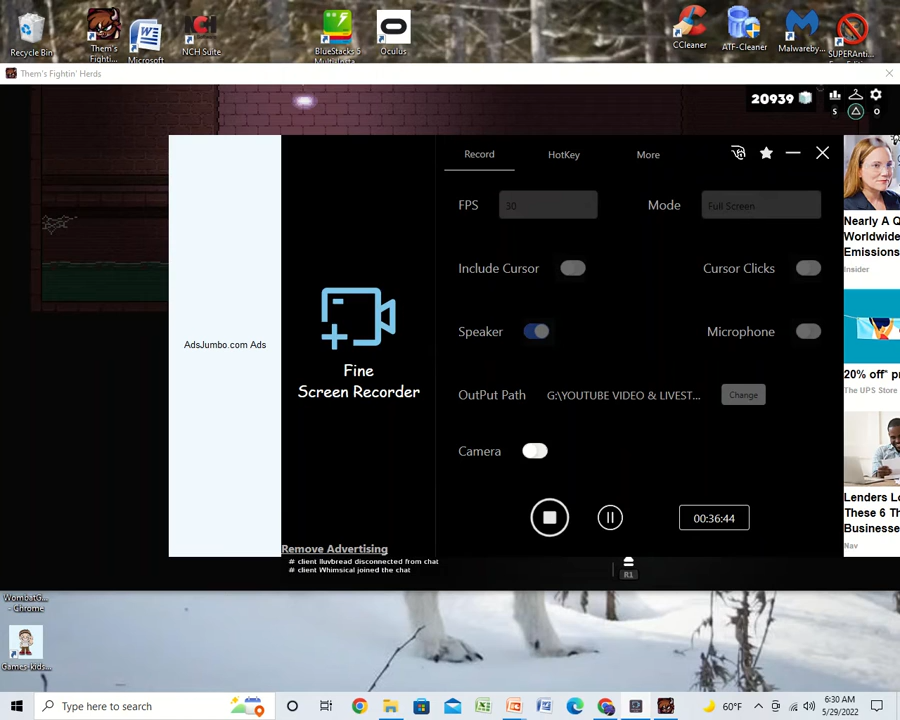 Recycle Bin
Them's
Fightin'...
Microsoft
NCH Suite
BlueStacks 5
Oculus
CCleaner
ATF-Cleaner
Malwareby...
SUPERAnti...
Them's Fightin' Herds
20939
S
O
Record
HotKey
More
FPS
30
Mode
Full Screen
Include Cursor
Cursor Clicks
Speaker
Microphone
AdsJumbo.com Ads
Fine
Screen Recorder
OutPut Path
G:\YOUTUBE VIDEO & LIVEST...
Change
Camera
00:36:44
Remove Advertising
# client lluvbread disconnected from chat
# client Whimsical joined the chat
R1
Nearly A Q
Worldwide
Emissions
Insider
20% off* pr
The UPS Store
Lenders Lo
These 6 Th
Businesse
Nav
WombatG...
- Chrome
Games-kids...
Type here to search
60°F
6:30 AM
5/29/2022